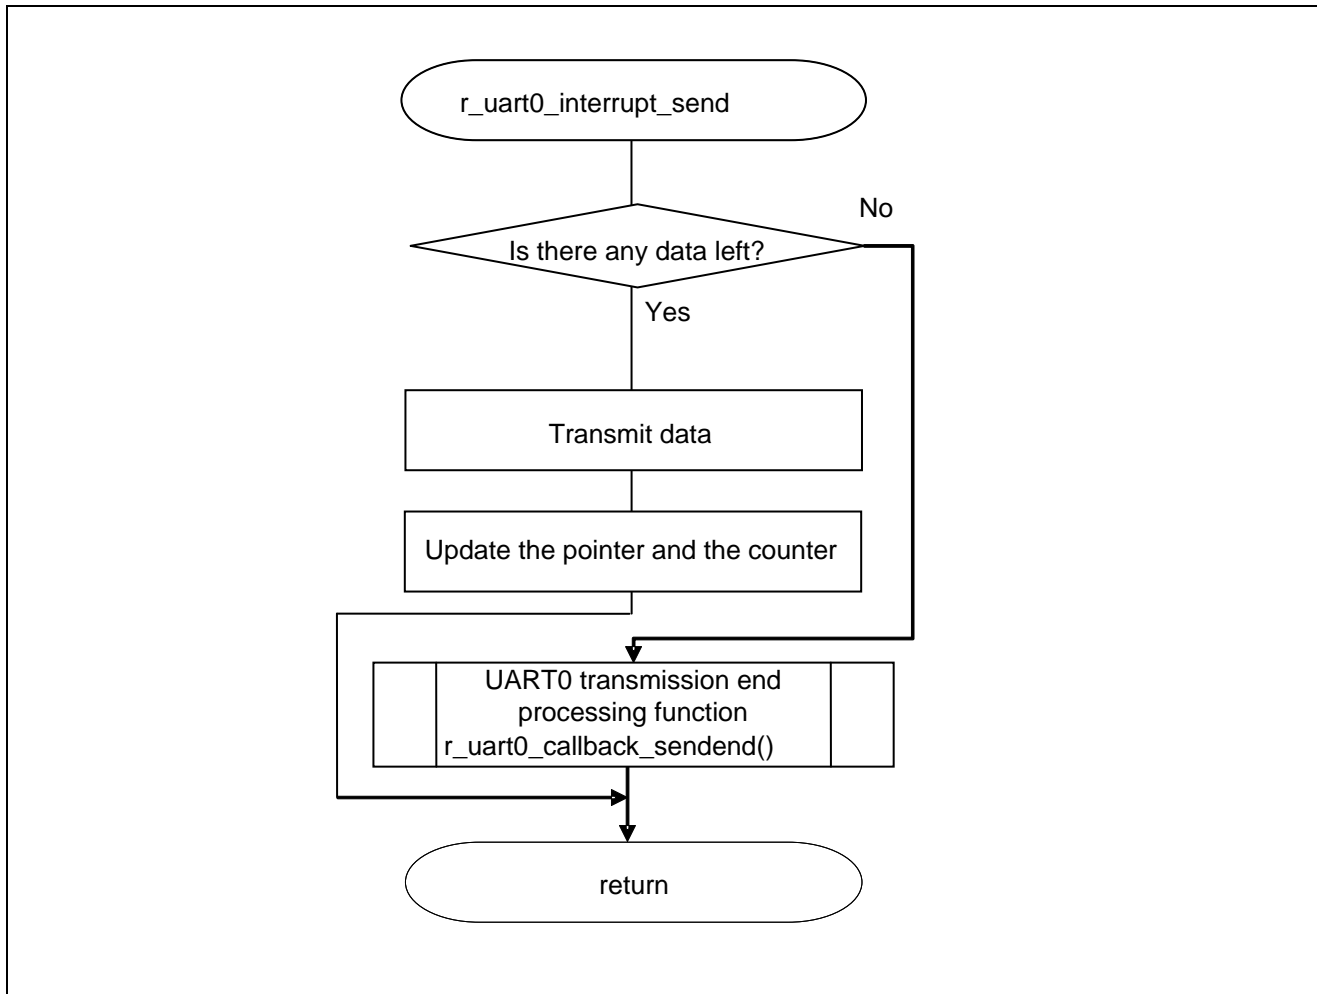 r_uart0_interrupt_send
No
Is there any data left?
Yes
Transmit data
Update the pointer and the counter
UART0 transmission end
processing function
r_uart0_callback_sendend()
return